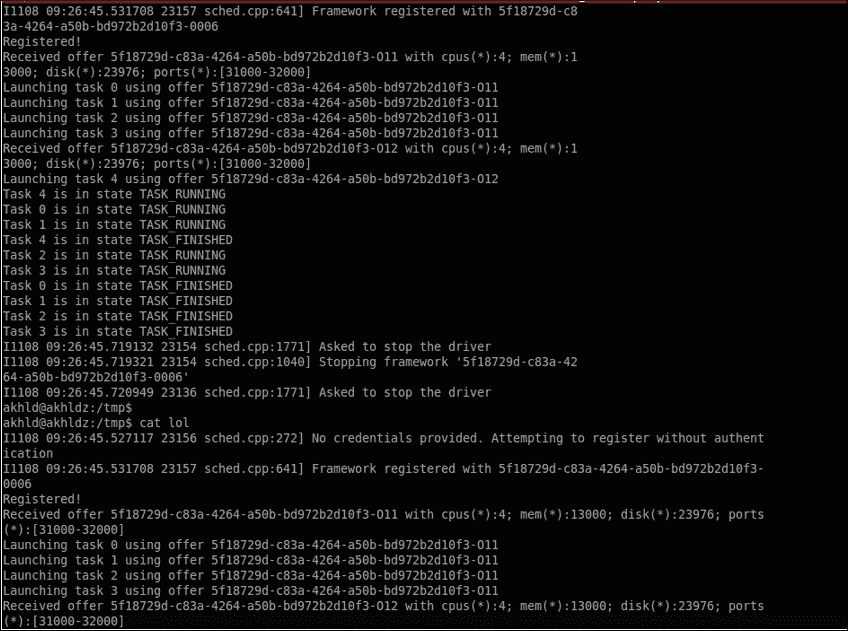 I1108 09:26:45.531708 23157 sched.cpp:641] Framework registered with 5f18729d-c8
3a-4264-a50b-bd972b2d10f3-0006
Registered!
Received offer 5f18729d-c83a-4264-a50b-bd972b2d10f3-O11 with cpus(*):4; mem(*):1
3000; disk(*):23976; ports(*):[31000-32000]
Launching task 0 using offer 5f18729d-c83a-4264-a50b-bd972b2d10f3-O11
Launching task 1 using offer 5f18729d-c83a-4264-a50b-bd972b2d10f3-O11
Launching task 2 using offer 5f18729d-c83a-4264-a50b-bd972b2d10f3-O11
Launching task 3 using offer 5f18729d-c83a-4264-a50b-bd972b2d10f3-O11
Received offer 5f18729d-c83a-4264-a50b-bd972b2d10f3-O12 with cpus(*):4; mem(*):1
3000; disk(*):23976; ports(*):[31000-32000]
Launching task 4 using offer 5f18729d-c83a-4264-a50b-bd972b2d10f3-O12
Task 4 is in state TASK_RUNNING
Task 0 is in state TASK_RUNNING
Task 1 is in state TASK_RUNNING
Task 4 is in state TASK_FINISHED
Task 2 is in state TASK_RUNNING
Task 3 is in state TASK_RUNNING
Task 0 is in state TASK_FINISHED
Task 1 is in state TASK_FINISHED
Task 2 is in state TASK_FINISHED
Task 3 is in state TASK_FINISHED
I1108 09:26:45.719132 23154 sched.cpp:1771] Asked to stop the driver
I1108 09:26:45.719321 23154 sched.cpp:1040] Stopping framework '5f18729d-c83a-42
64-a50b-bd972b2d10f3-0006'
I1108 09:26:45.720949 23136 sched.cpp:1771] Asked to stop the driver
akhld@akhldz:/tmp$
akhld@akhldz:/tmp$ cat lol
I1108 09:26:45.527117 23156 sched.cpp:272] No credentials provided. Attempting to register without authent
ication
I1108 09:26:45.531708 23157 sched.cpp:641] Framework registered with 5f18729d-c83a-4264-a50b-bd972b2d10f3-
0006
Registered!
Received offer 5f18729d-c83a-4264-a50b-bd972b2d10f3-O11 with cpus(*):4; mem(*):13000; disk(*):23976; ports
(*):[31000-32000]
Launching task 0 using offer 5f18729d-c83a-4264-a50b-bd972b2d10f3-O11
Launching task 1 using offer 5f18729d-c83a-4264-a50b-bd972b2d10f3-O11
Launching task 2 using offer 5f18729d-c83a-4264-a50b-bd972b2d10f3-O11
Launching task 3 using offer 5f18729d-c83a-4264-a50b-bd972b2d10f3-O11
Received offer 5f18729d-c83a-4264-a50b-bd972b2d10f3-O12 with cpus(*):4; mem(*):13000; disk(*):23976; ports
(*):[31000-32000]